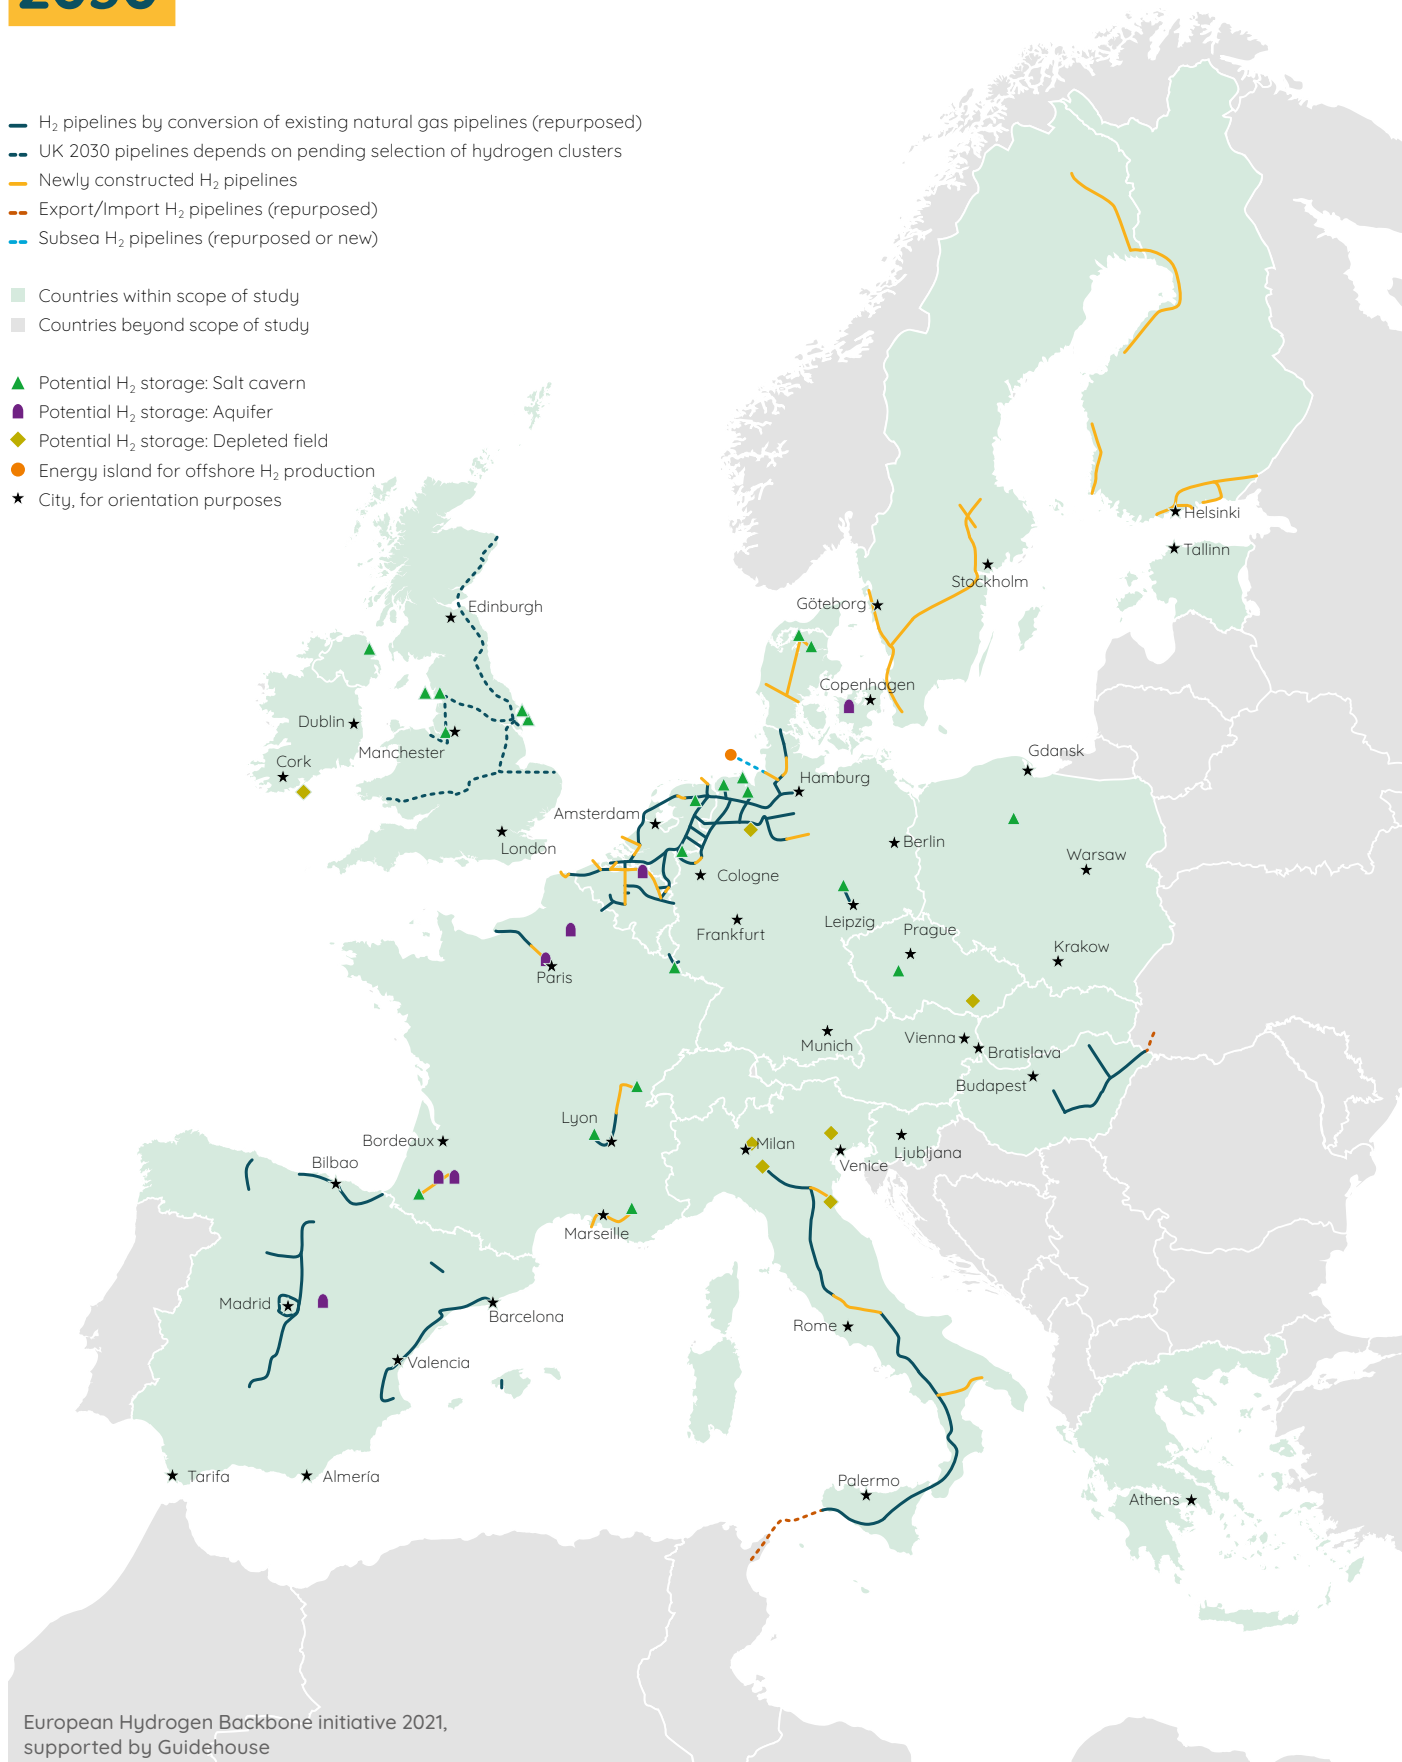 2030
H₂ pipelines by conversion of existing natural gas pipelines (repurposed)
UK 2030 pipelines depends on pending selection of hydrogen clusters
Newly constructed H₂ pipelines
Export/Import H₂ pipelines (repurposed)
Subsea H₂ pipelines (repurposed or new)
Countries within scope of study
Countries beyond scope of study
Potential H₂ storage: Salt cavern
Potential H₂ storage: Aquifer
Potential H₂ storage: Depleted field
Energy island for offshore H₂ production
City, for orientation purposes
Helsinki
Tallinn
Stockholm
Göteborg
Edinburgh
Copenhagen
Dublin
Manchester
Cork
Gdansk
Hamburg
Amsterdam
London
Berlin
Warsaw
Cologne
Leipzig
Frankfurt
Prague
Krakow
Paris
Munich
Vienna
Bratislava
Budapest
Lyon
Bordeaux
Milan
Venice
Ljubljana
Bilbao
Marseille
Madrid
Barcelona
Rome
Valencia
Tarifa
Almería
Palermo
Athens
European Hydrogen Backbone initiative 2021,
supported by Guidehouse